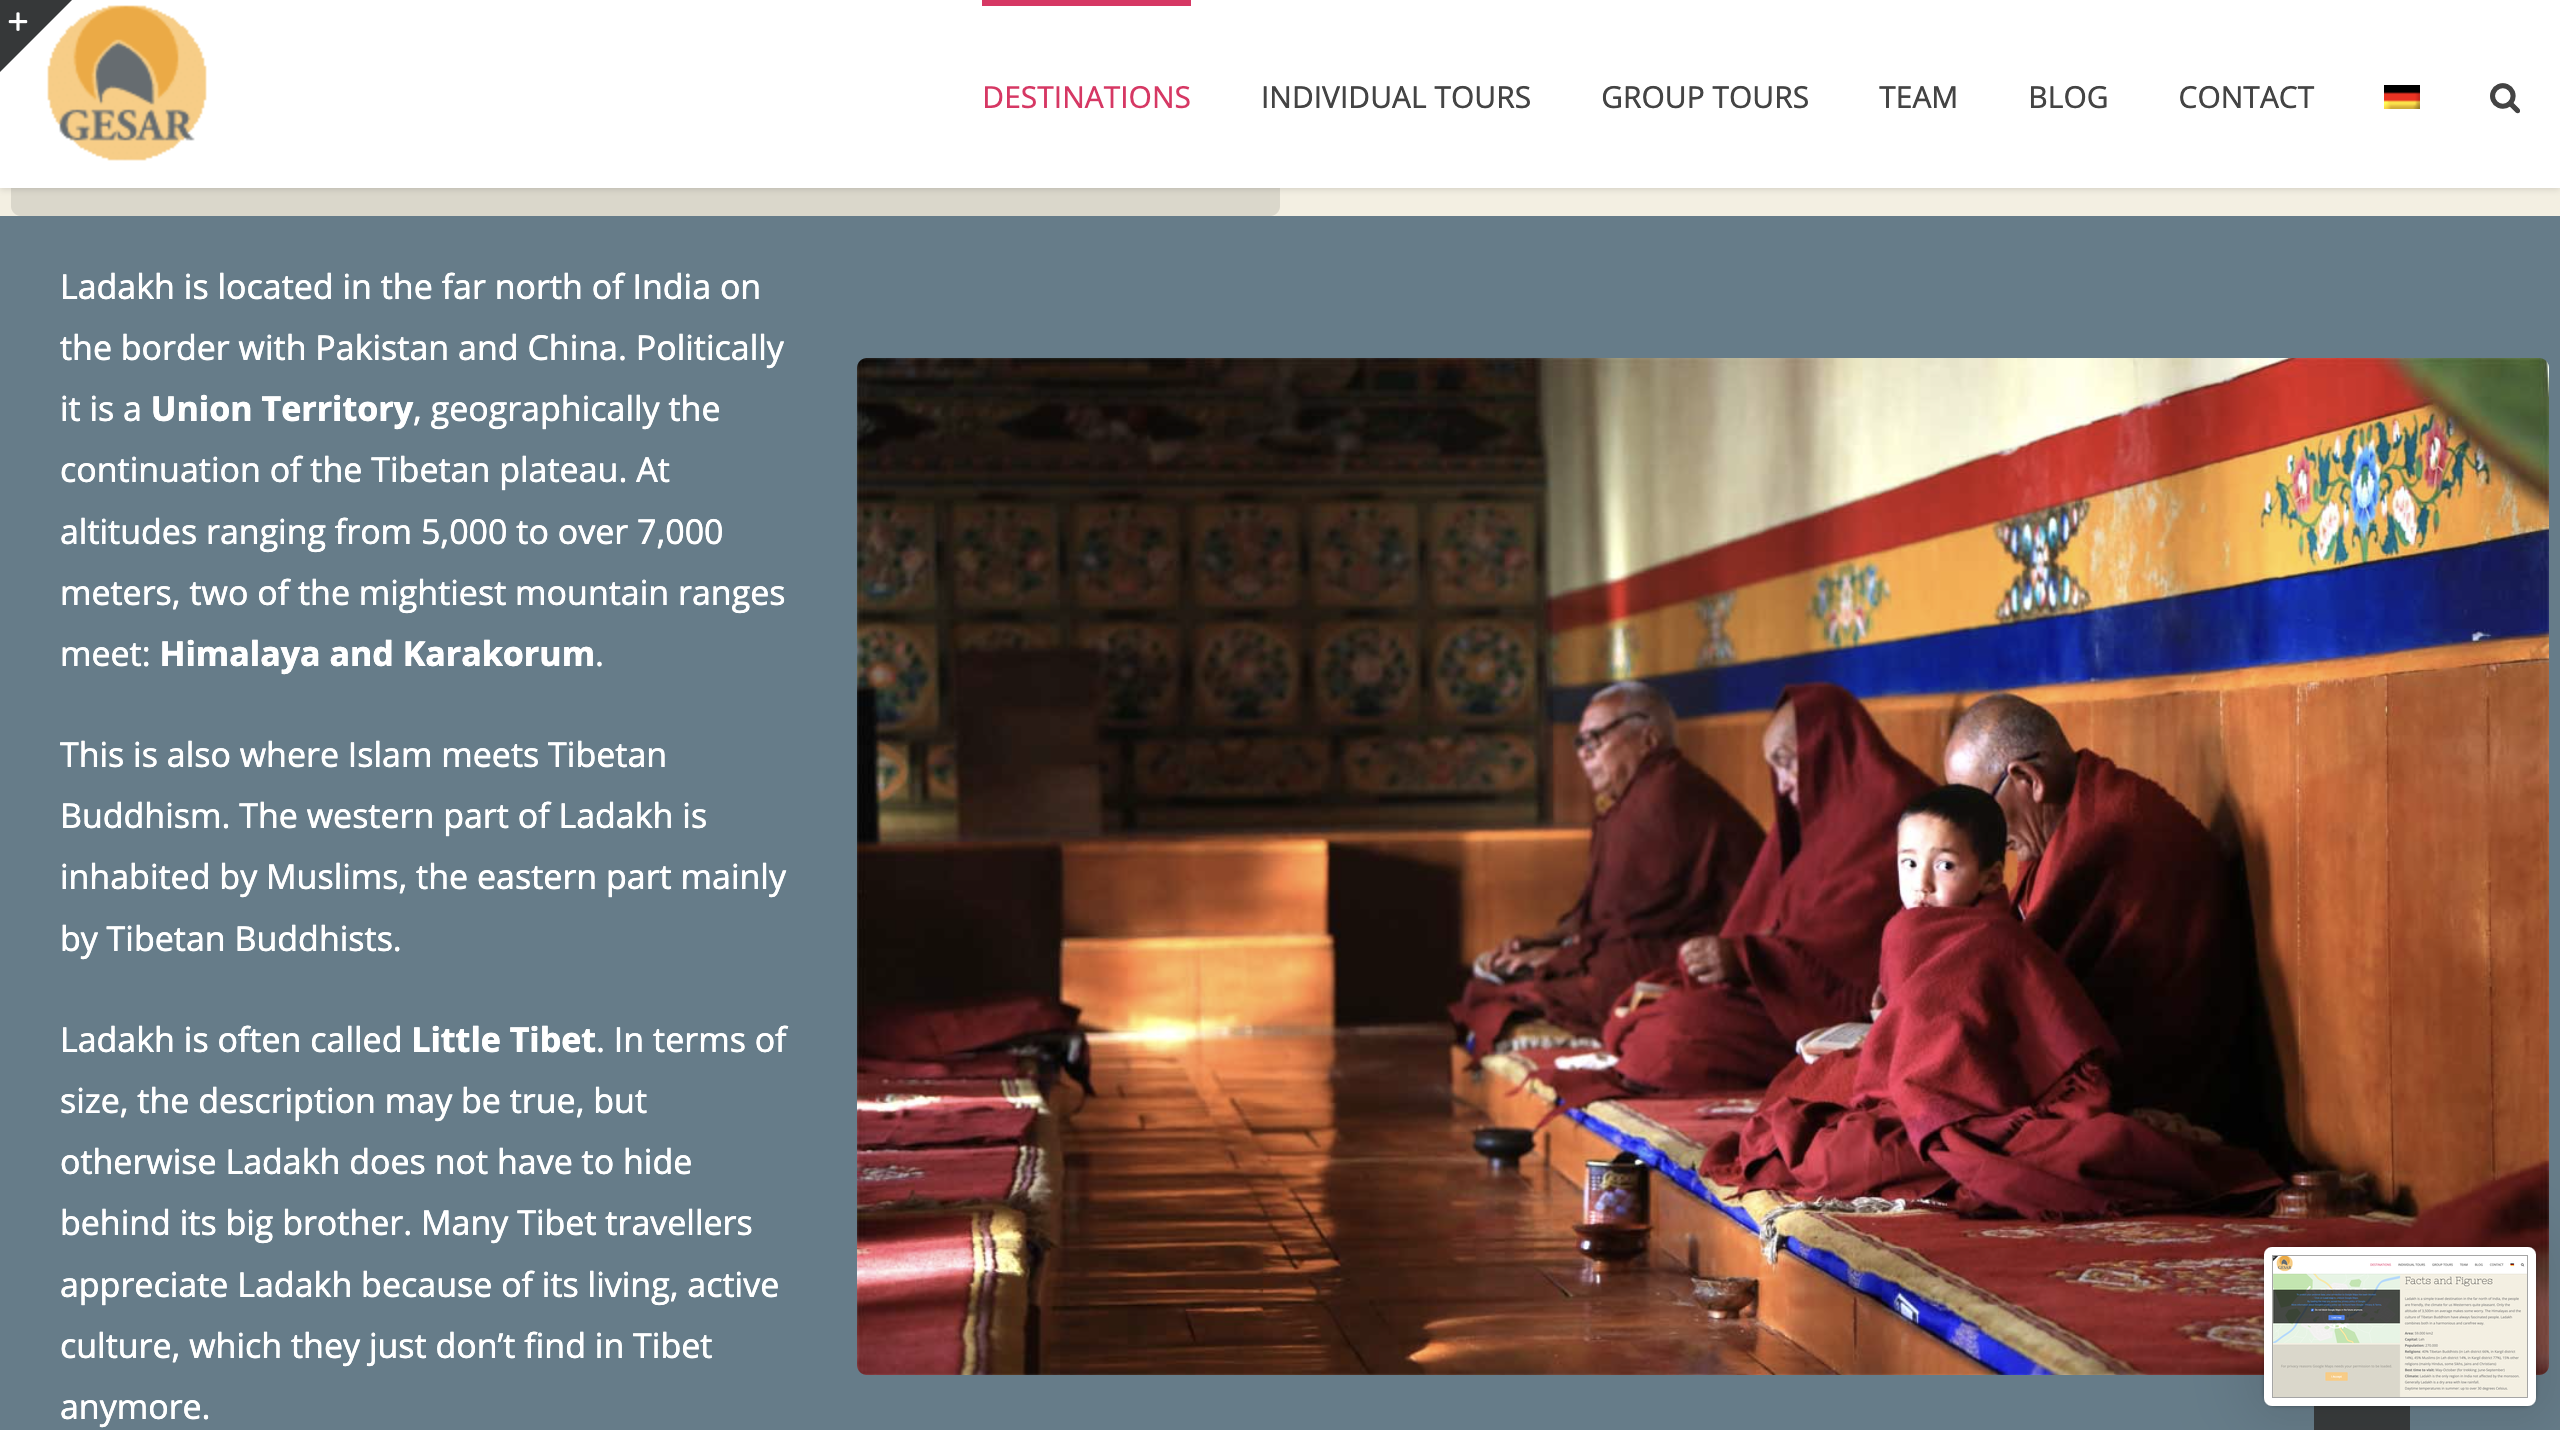 GESAR
DESTINATIONS
INDIVIDUAL TOURS
GROUP TOURS
TEAM
BLOG
CONTACT
Ladakh is located in the far north of India on
the border with Pakistan and China. Politically
it is a Union Territory, geographically the
continuation of the Tibetan plateau. At
altitudes ranging from 5,000 to over 7,000
meters, two of the mightiest mountain ranges
meet: Himalaya and Karakorum.
This is also where Islam meets Tibetan
Buddhism. The western part of Ladakh is
inhabited by Muslims, the eastern part mainly
by Tibetan Buddhists.
Ladakh is often called Little Tibet. In terms of
size, the description may be true, but
otherwise Ladakh does not have to hide
behind its big brother. Many Tibet travellers
appreciate Ladakh because of its living, active
culture, which they just don’t find in Tibet
anymore.
Facts and Figures